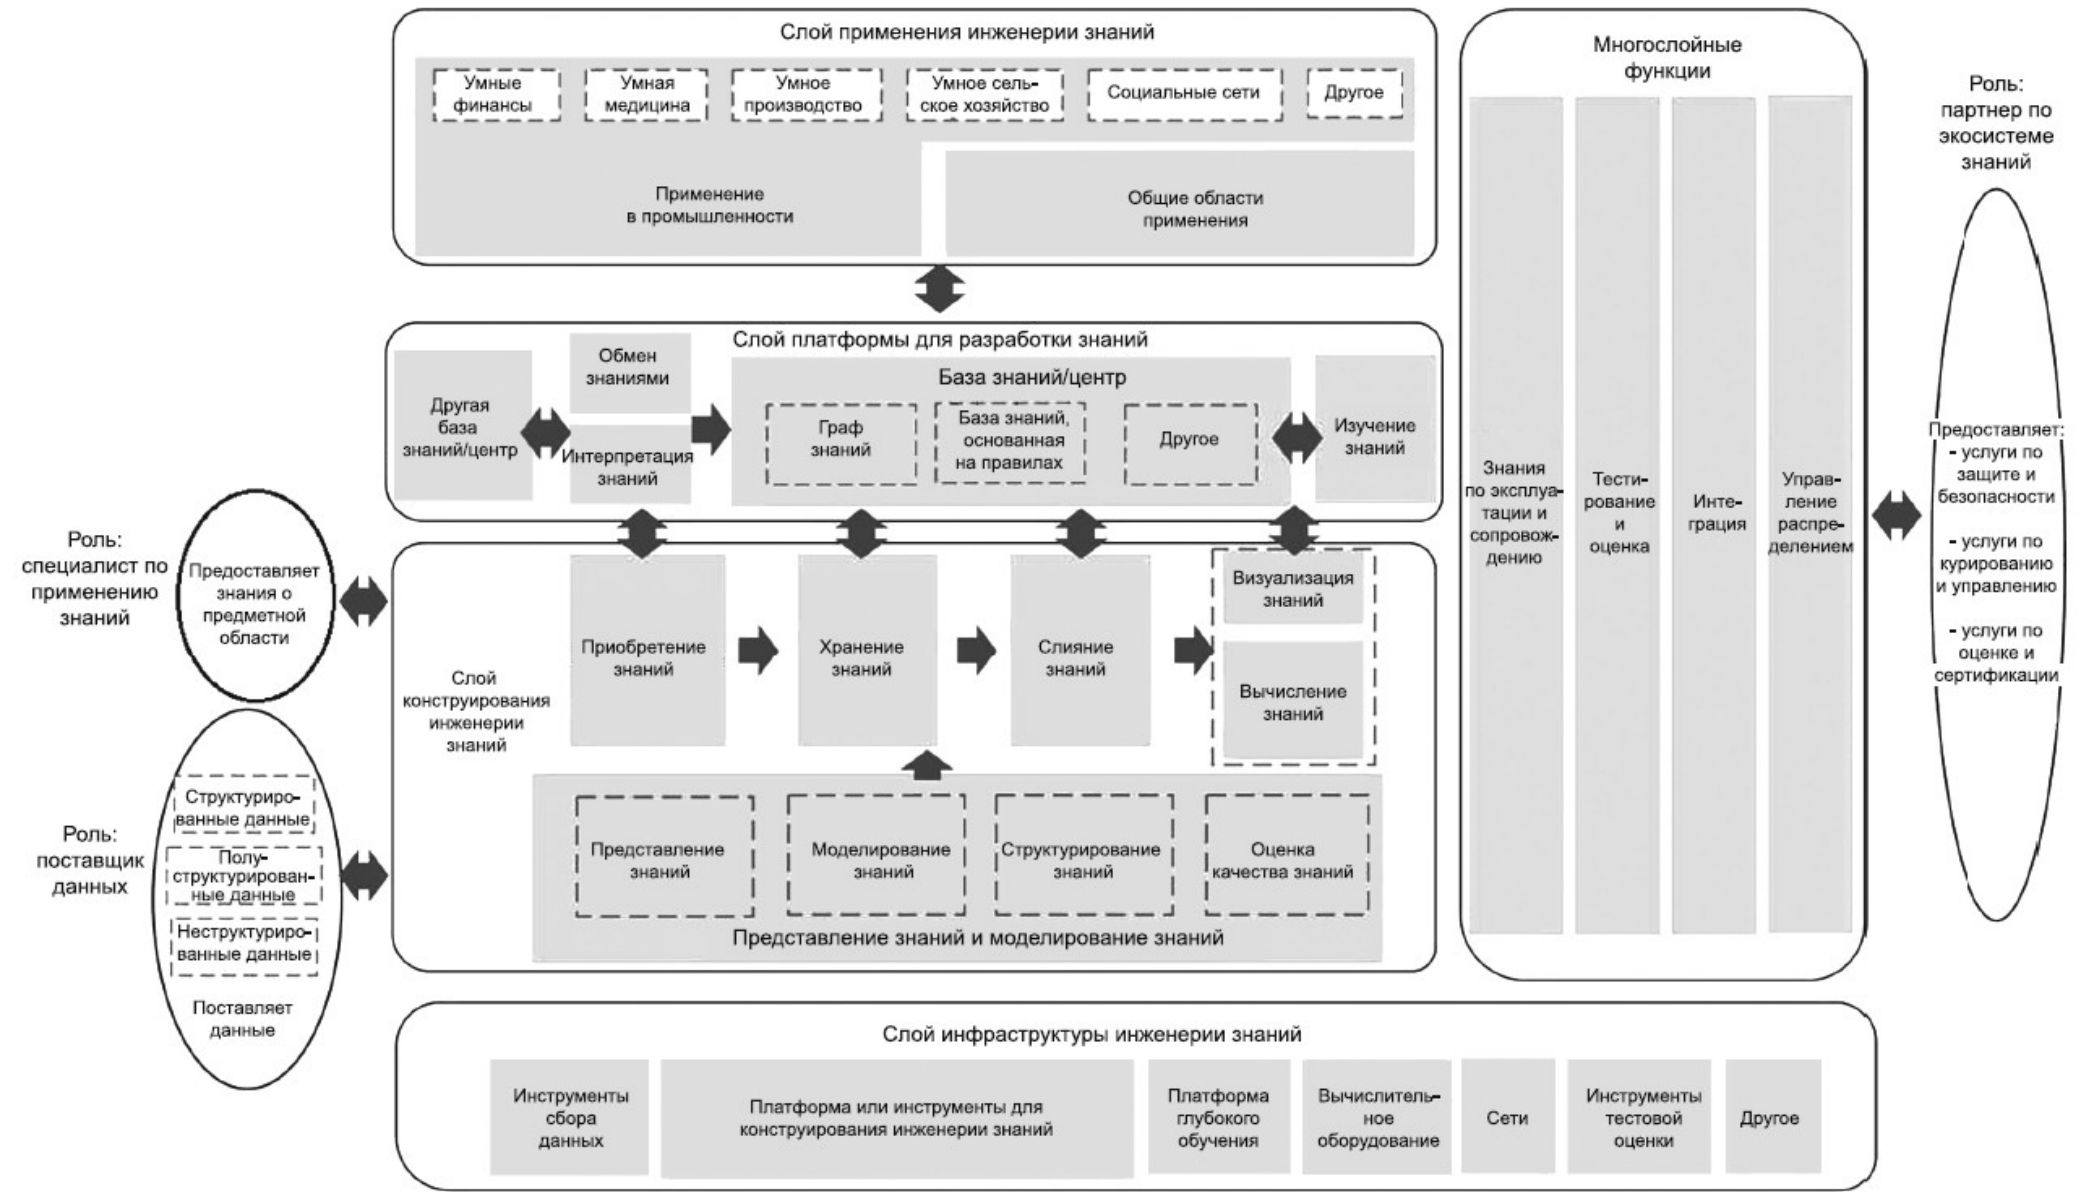 Слой применения инженерии знаний
Умные
финансы
Умная
медицина
Умное
производство
Умное сель-
ское хозяйство
Социальные сети
Другое
Применение
в промышленности
Общие области
применения
Слой платформы для разработки знаний
Другая
база
знаний/центр
Обмен
знаниями
Интерпретация
знаний
База знаний/центр
Граф
знаний
База знаний,
основанная
на правилах
Другое
Изучение
знаний
Роль:
специалист по
применению
знаний
Предоставляет
знания о
предметной
области
Роль:
поставщик
данных
Структуриро-
ванные данные
Полу-
структурирован-
ные данные
Неструктуриро-
ванные данные
Поставляет
данные
Слой
конструирования
инженерии
знаний
Приобретение
знаний
Хранение
знаний
Слияние
знаний
Визуализация
знаний
Вычисление
знаний
Представление
знаний
Моделирование
знаний
Структурирование
знаний
Оценка
качества знаний
Представление знаний и моделирование знаний
Многослойные
функции
Знания
по эксплуа-
тации и
сопровож-
дению
Тести-
рование
и
оценка
Инте-
грация
Управ-
ление
распре-
делением
Роль:
партнер по
экосистеме
знаний
Предоставляет:
- услуги по
защите и
безопасности
- услуги по
курированию
и управлению
- услуги по
оценке и
сертификации
Слой инфраструктуры инженерии знаний
Инструменты
сбора
данных
Платформа или инструменты для
конструирования инженерии знаний
Платформа
глубокого
обучения
Вычислитель-
ное
оборудование
Сети
Инструменты
тестовой
оценки
Другое